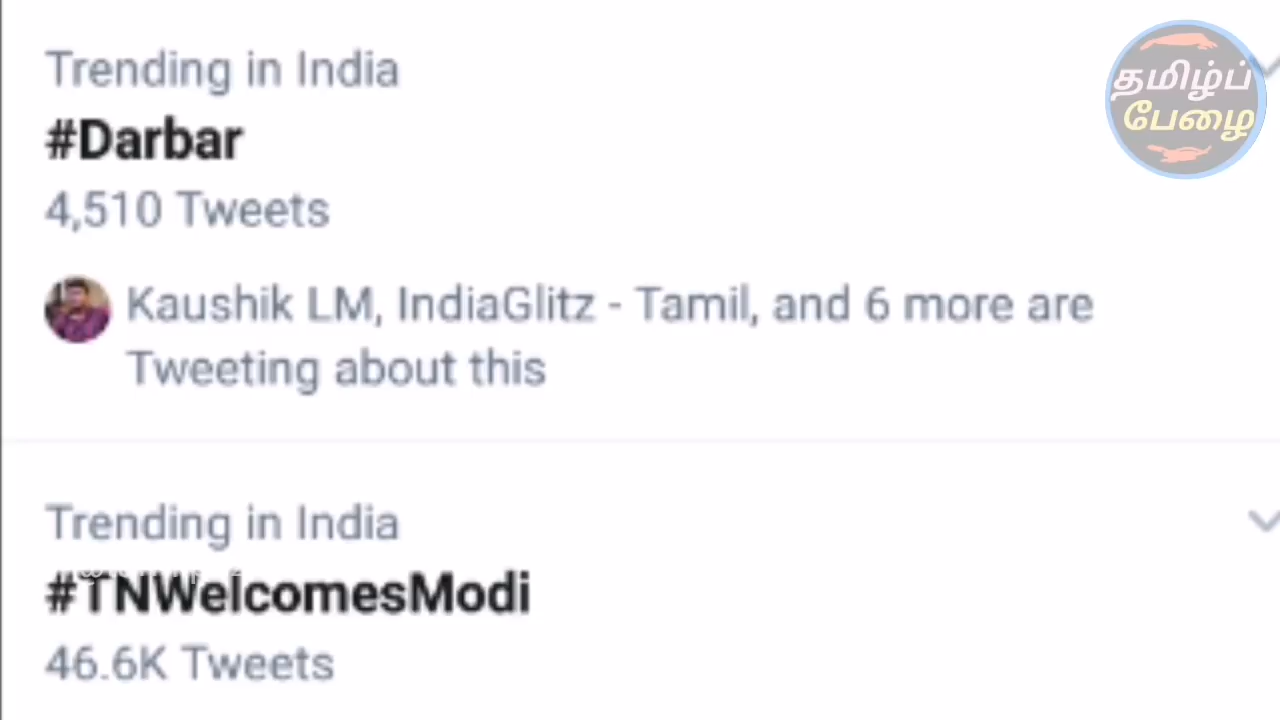 Trending in India
#Darbar
4,510 Tweets
Kaushik LM, IndiaGlitz - Tamil, and 6 more are
Tweeting about this
Trending in India
#TNWelcomesModi
46.6K Tweets
தமிழ்ப்
பேழை